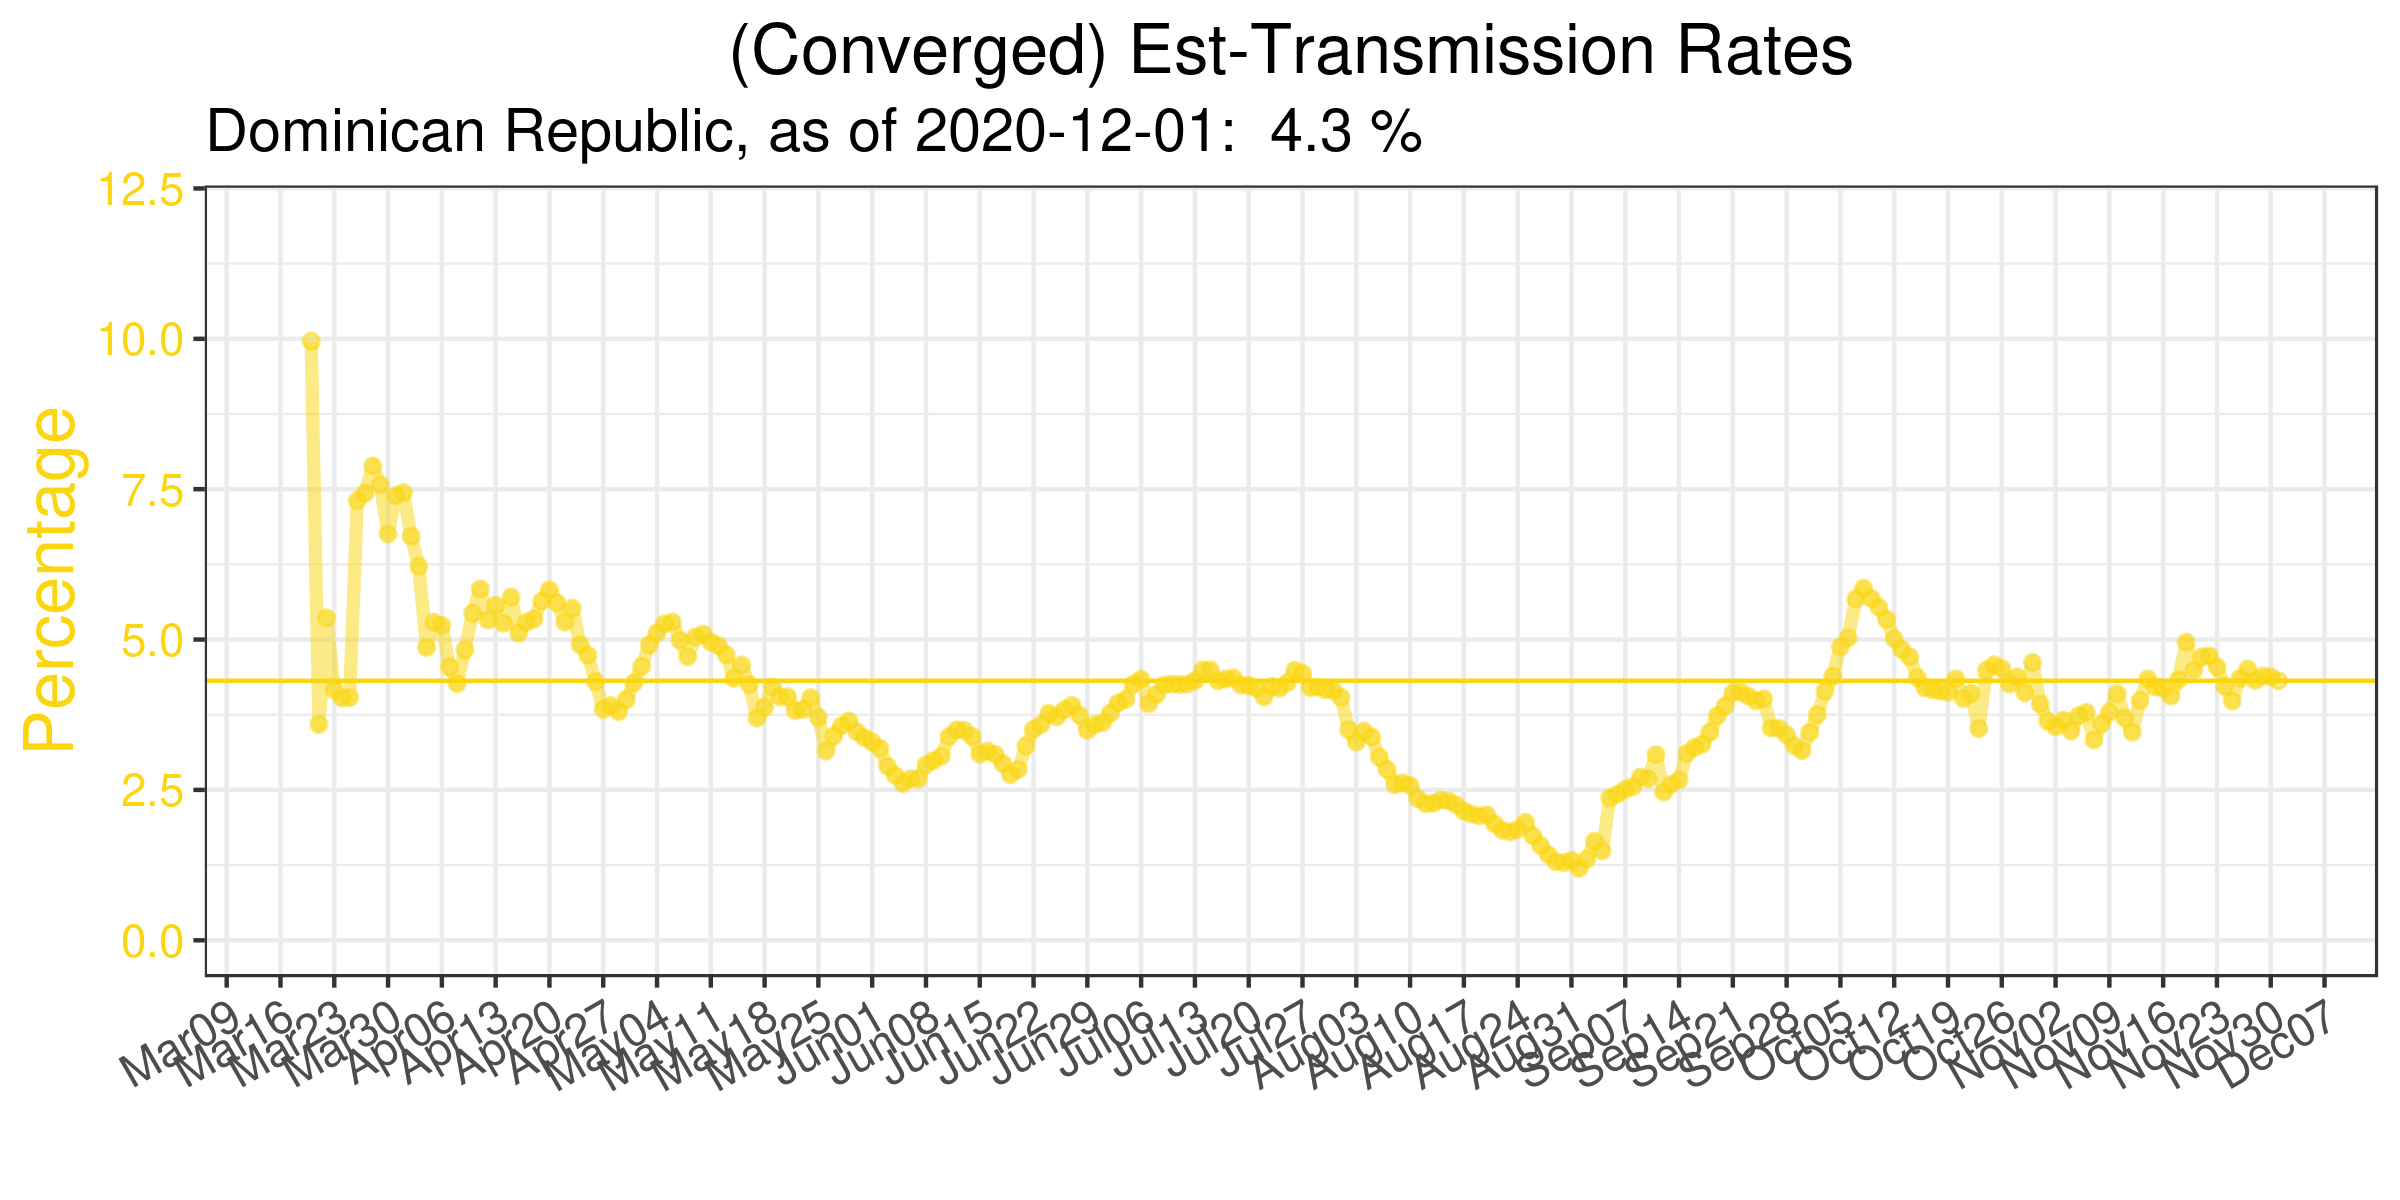 (Converged) Est-Transmission Rates
Dominican Republic, as of 2020-12-01:  4.3 %
Percentage
12.5
10.0
7.5
5.0
2.5
0.0
Mar09
Mar16
Mar23
Mar30
Apr06
Apr13
Apr20
Apr27
May04
May11
May18
May25
Jun01
Jun08
Jun15
Jun22
Jun29
Jul06
Jul13
Jul20
Jul27
Aug03
Aug10
Aug17
Aug24
Aug31
Sep07
Sep14
Sep21
Sep28
Oct05
Oct12
Oct19
Oct26
Nov02
Nov09
Nov16
Nov23
Nov30
Dec07